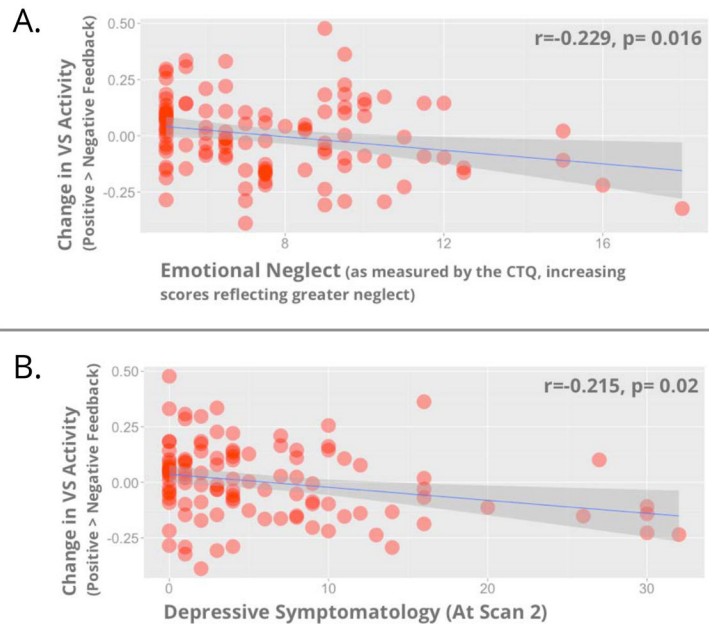 A.
r=-0.229, p= 0.016
Change in VS Activity
(Positive > Negative Feedback)
0.50
0.25
0.00
-0.25
8
12
16
Emotional Neglect (as measured by the CTQ, increasing
scores reflecting greater neglect)
B.
r=-0.215, p= 0.02
Change in VS Activity
(Positive > Negative Feedback)
0.50
0.25
0.00
-0.25
0
10
20
30
Depressive Symptomatology (At Scan 2)